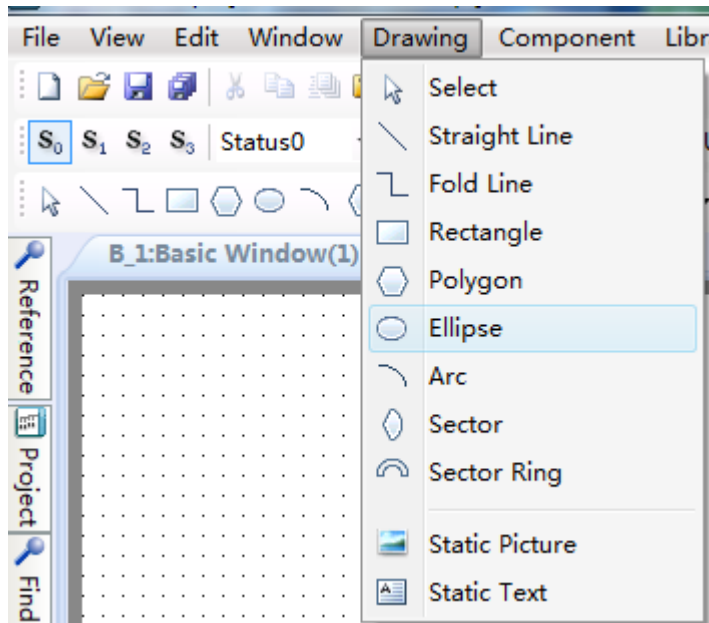 File View Edit Window Drawing Component Libr
S0 S1 S2 S3 Status0
B_1:Basic Window(1)
Reference
Project
Find
Select
Straight Line
Fold Line
Rectangle
Polygon
Ellipse
Arc
Sector
Sector Ring
Static Picture
Static Text